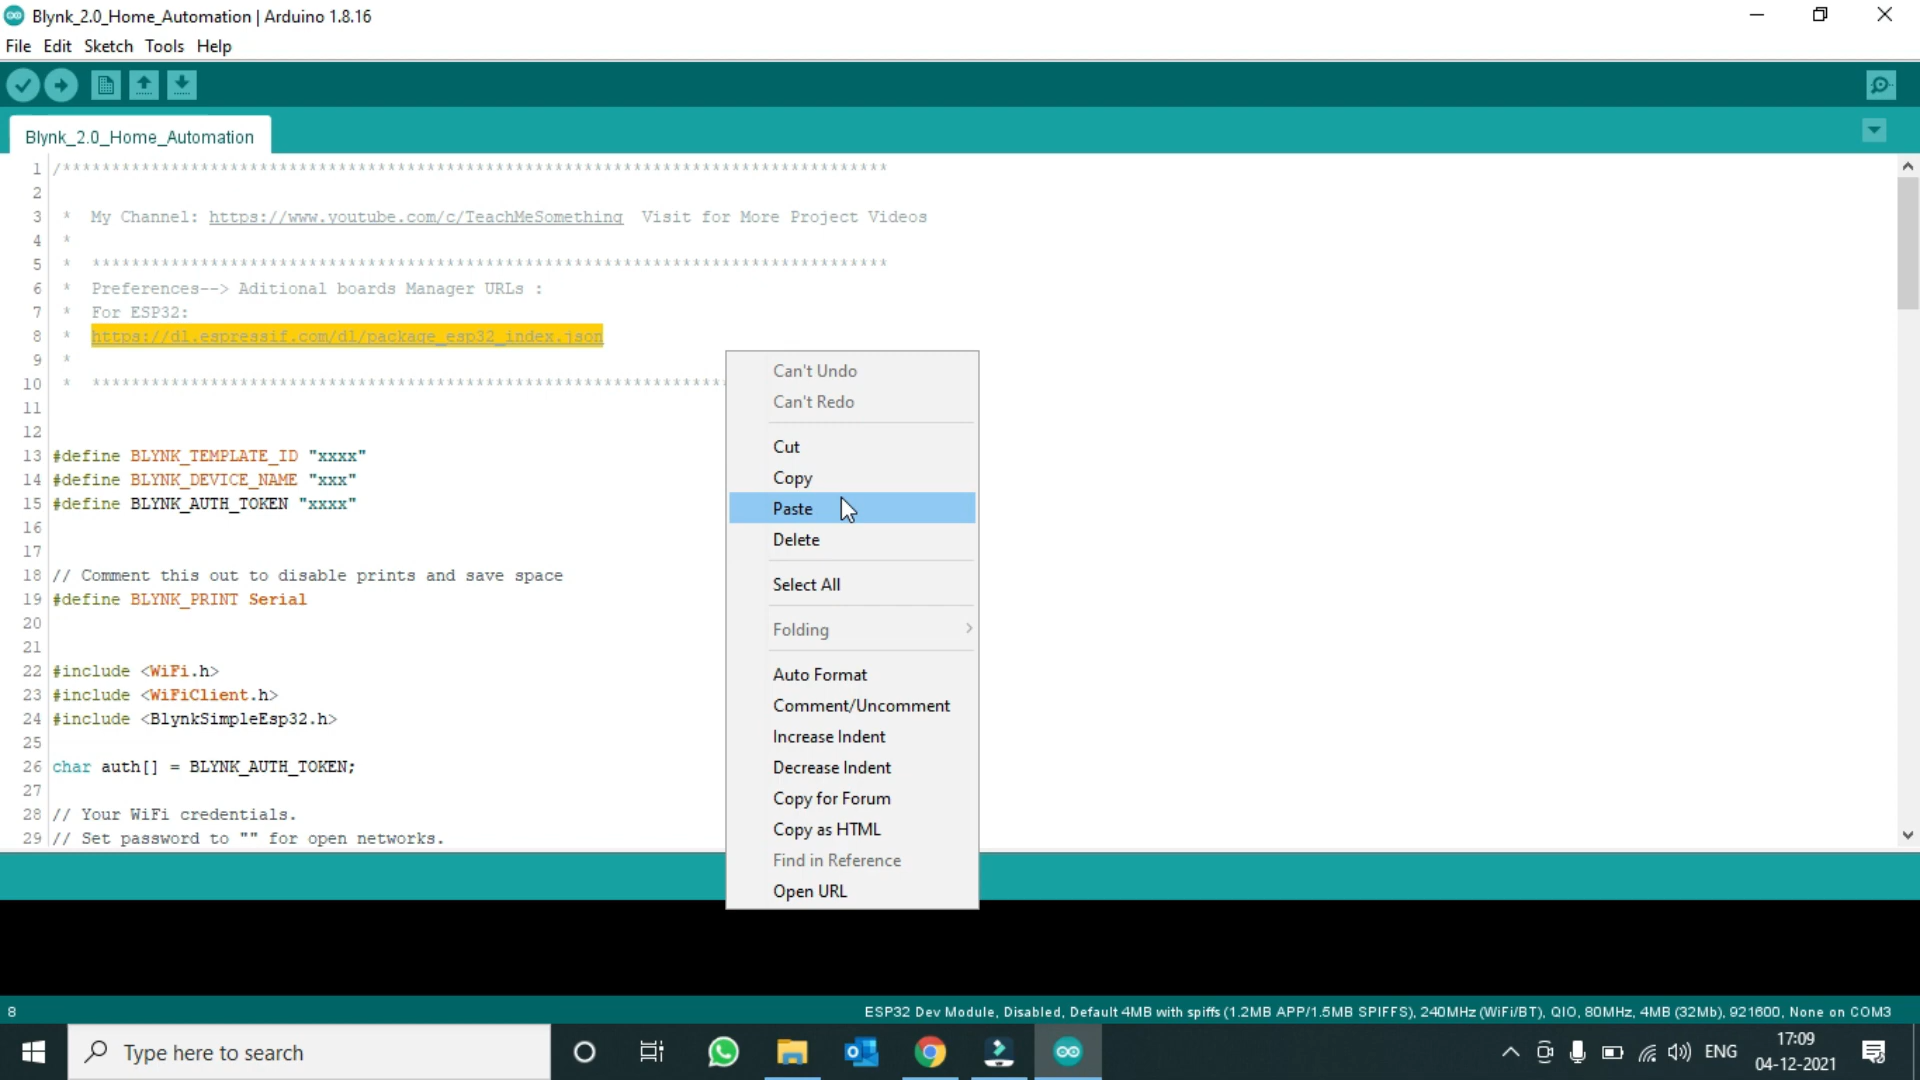 Blynk_2.0_Home_Automation | Arduino 1.8.16
File Edit Sketch Tools Help
Blynk_2.0_Home_Automation
1 /*************************************************************************************
2
3 * My Channel: https://www.youtube.com/c/TeachMeSomething Visit for More Project Videos
4 *
5 * *********************************************************************************
6 * Preferences--> Aditional boards Manager URLs :
7 * For ESP32:
8 * https://dl.espressif.com/dl/package_esp32_index.json
9 *
10 * *****************************************************************
11
12
13 #define BLYNK_TEMPLATE_ID "xxxx"
14 #define BLYNK_DEVICE_NAME "xxx"
15 #define BLYNK_AUTH_TOKEN "xxxx"
16
17
18 // Comment this out to disable prints and save space
19 #define BLYNK_PRINT Serial
20
21
22 #include <WiFi.h>
23 #include <WiFiClient.h>
24 #include <BlynkSimpleEsp32.h>
25
26 char auth[] = BLYNK_AUTH_TOKEN;
27
28 // Your WiFi credentials.
29 // Set password to "" for open networks.
Can't Undo
Can't Redo
Cut
Copy
Paste
Delete
Select All
Folding
Auto Format
Comment/Uncomment
Increase Indent
Decrease Indent
Copy for Forum
Copy as HTML
Find in Reference
Open URL
8
ESP32 Dev Module, Disabled, Default 4MB with spiffs (1.2MB APP/1.5MB SPIFFS), 240MHz (WiFi/BT), QIO, 80MHz, 4MB (32Mb), 921600, None on COM3
Type here to search
ENG
17:09
04-12-2021